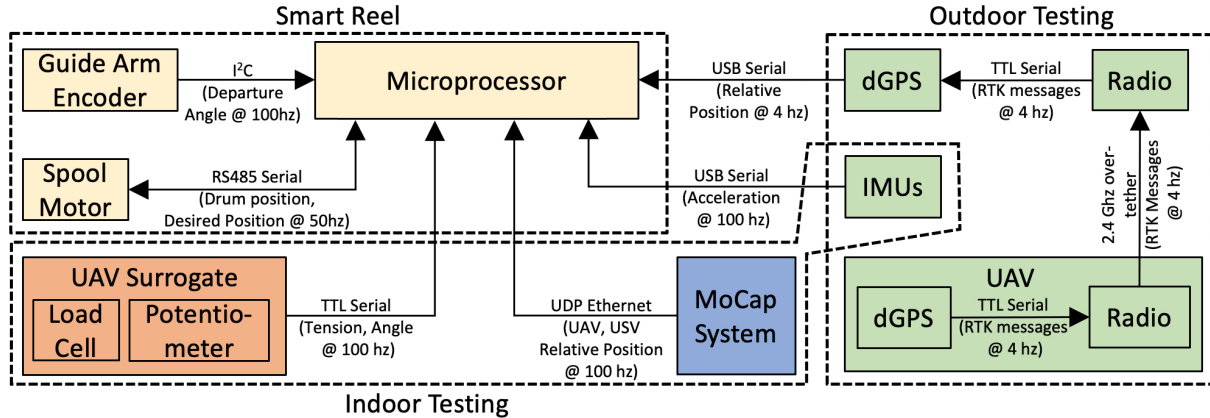 Smart Reel
Outdoor Testing
Guide Arm
Encoder
I²C
(Departure
Angle @ 100hz)
Microprocessor
USB Serial
(Relative
Position @ 4 hz)
dGPS
TTL Serial
(RTK messages
@ 4 hz)
Radio
Spool
Motor
RS485 Serial
(Drum position,
Desired Position @ 50hz)
USB Serial
(Acceleration
@ 100 hz)
IMUs
2.4 Ghz over-
tether
(RTK Messages
@ 4 hz)
UAV Surrogate
Load
Cell
Potentio-
meter
TTL Serial
(Tension, Angle
@ 100 hz)
UDP Ethernet
(UAV, USV
Relative Position
@ 100 hz)
MoCap
System
UAV
dGPS
TTL Serial
(RTK messages
@ 4 hz)
Radio
Indoor Testing